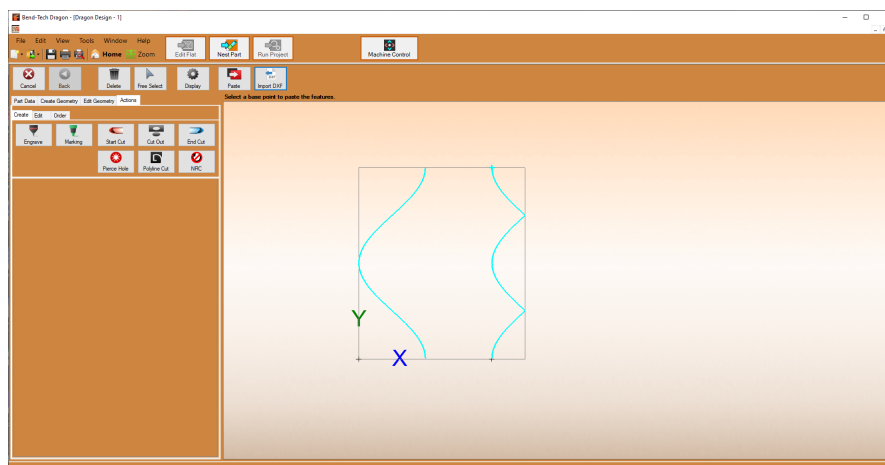 Bend-Tech Dragon - [Dragon Design - 1]
File Edit View Tools Window Help
Home Zoom
Edit Flat Nest Part Run Project Machine Control
Cancel Back Delete Free Select Display Paste Import DXF
Part Data Create Geometry Edit Geometry Actions
Select a base point to paste the features.
Create Edit Order
Engrave Marking Start Cut Cut Out End Cut
Pierce Hole Polyline Cut NRC
Y
X